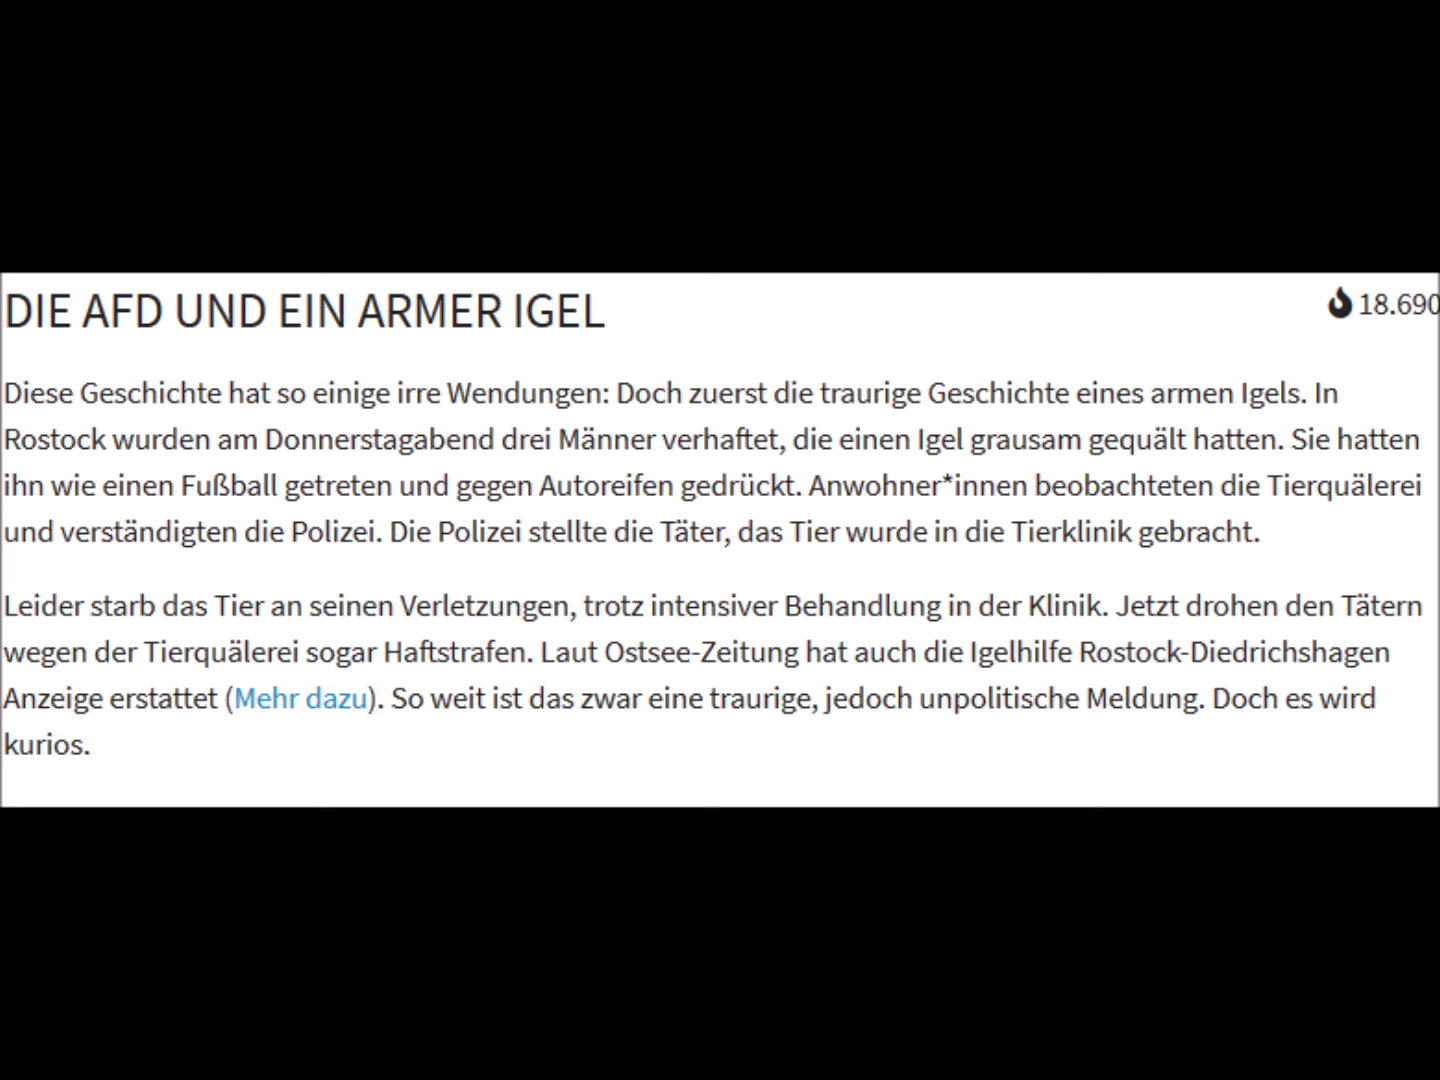 DIE AFD UND EIN ARMER IGEL
18.690
Diese Geschichte hat so einige irre Wendungen: Doch zuerst die traurige Geschichte eines armen Igels. In
Rostock wurden am Donnerstagabend drei Männer verhaftet, die einen Igel grausam gequält hatten. Sie hatten
ihn wie einen Fußball getreten und gegen Autoreifen gedrückt. Anwohner*innen beobachteten die Tierquälerei
und verständigten die Polizei. Die Polizei stellte die Täter, das Tier wurde in die Tierklinik gebracht.
Leider starb das Tier an seinen Verletzungen, trotz intensiver Behandlung in der Klinik. Jetzt drohen den Tätern
wegen der Tierquälerei sogar Haftstrafen. Laut Ostsee-Zeitung hat auch die Igelhilfe Rostock-Diedrichshagen
Anzeige erstattet (Mehr dazu). So weit ist das zwar eine traurige, jedoch unpolitische Meldung. Doch es wird
kurios.